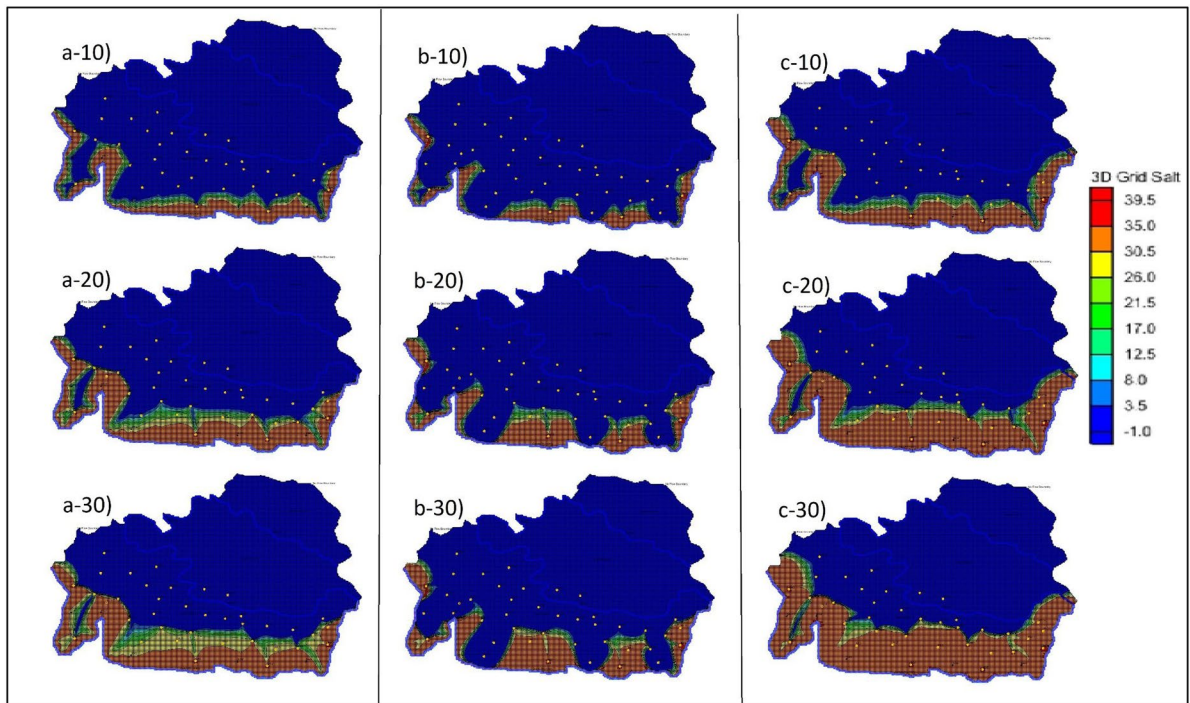 a-10)
b-10)
c-10)
a-20)
b-20)
c-20)
a-30)
b-30)
c-30)
3D Grid Salt
39.5
35.0
30.5
26.0
21.5
17.0
12.5
8.0
3.5
-1.0